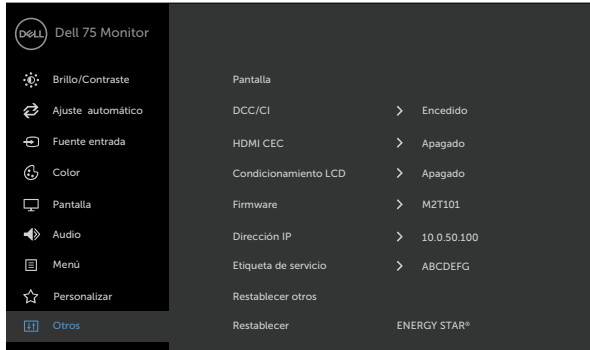 DELL Dell 75 Monitor
Brillo/Contraste Pantalla
Ajuste automático DCC/CI Encedido
Fuente entrada HDMI CEC Apagado
Color Condicionamiento LCD Apagado
Pantalla Firmware M2T101
Audio Dirección IP 10.0.50.100
Menú Etiqueta de servicio ABCDEFG
Personalizar Restablecer otros
Otros Restablecer ENERGY STAR®